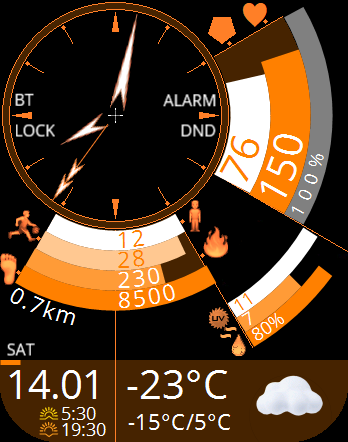 BT
ALARM
LOCK
DND
76
150
100%
12
28
230
8500
0.7km
UV
11
7
80%
SAT
14.01
-23°C
5:30
19:30
-15°C/5°C